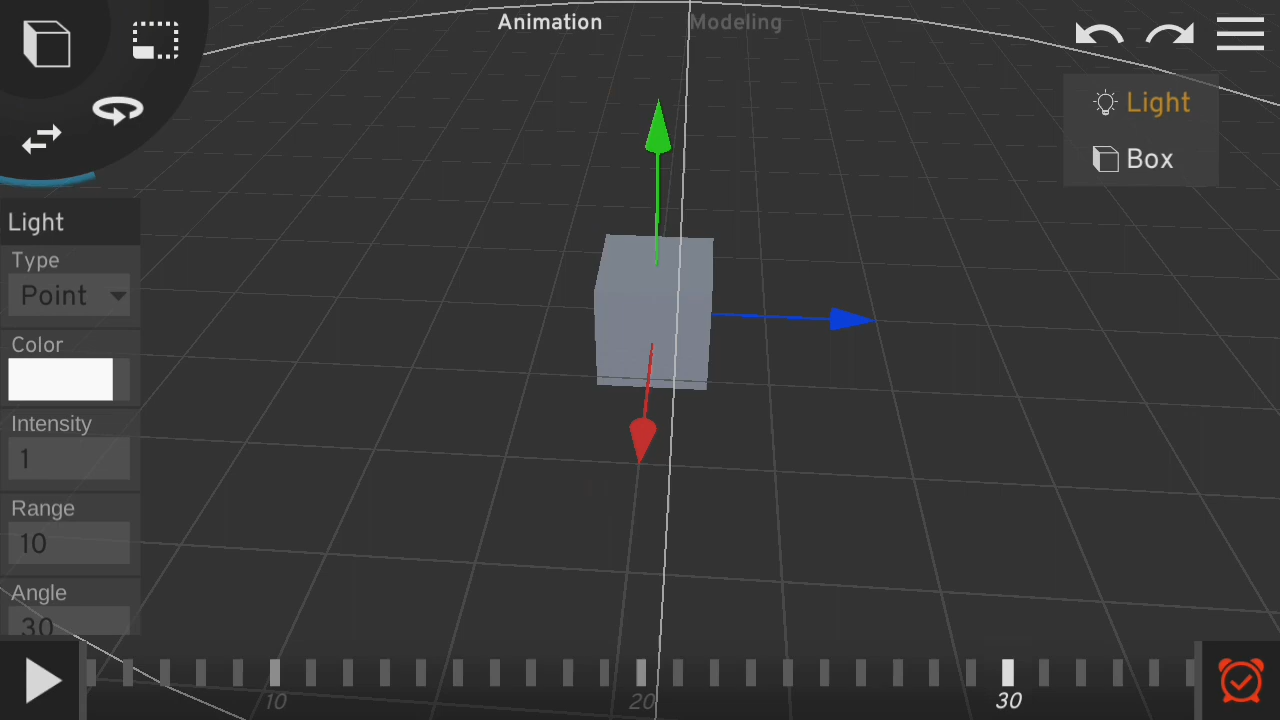 Animation
Modeling
Light
Box
Light
Type
Point
Color
Intensity
1
Range
10
Angle
30
10
20
30